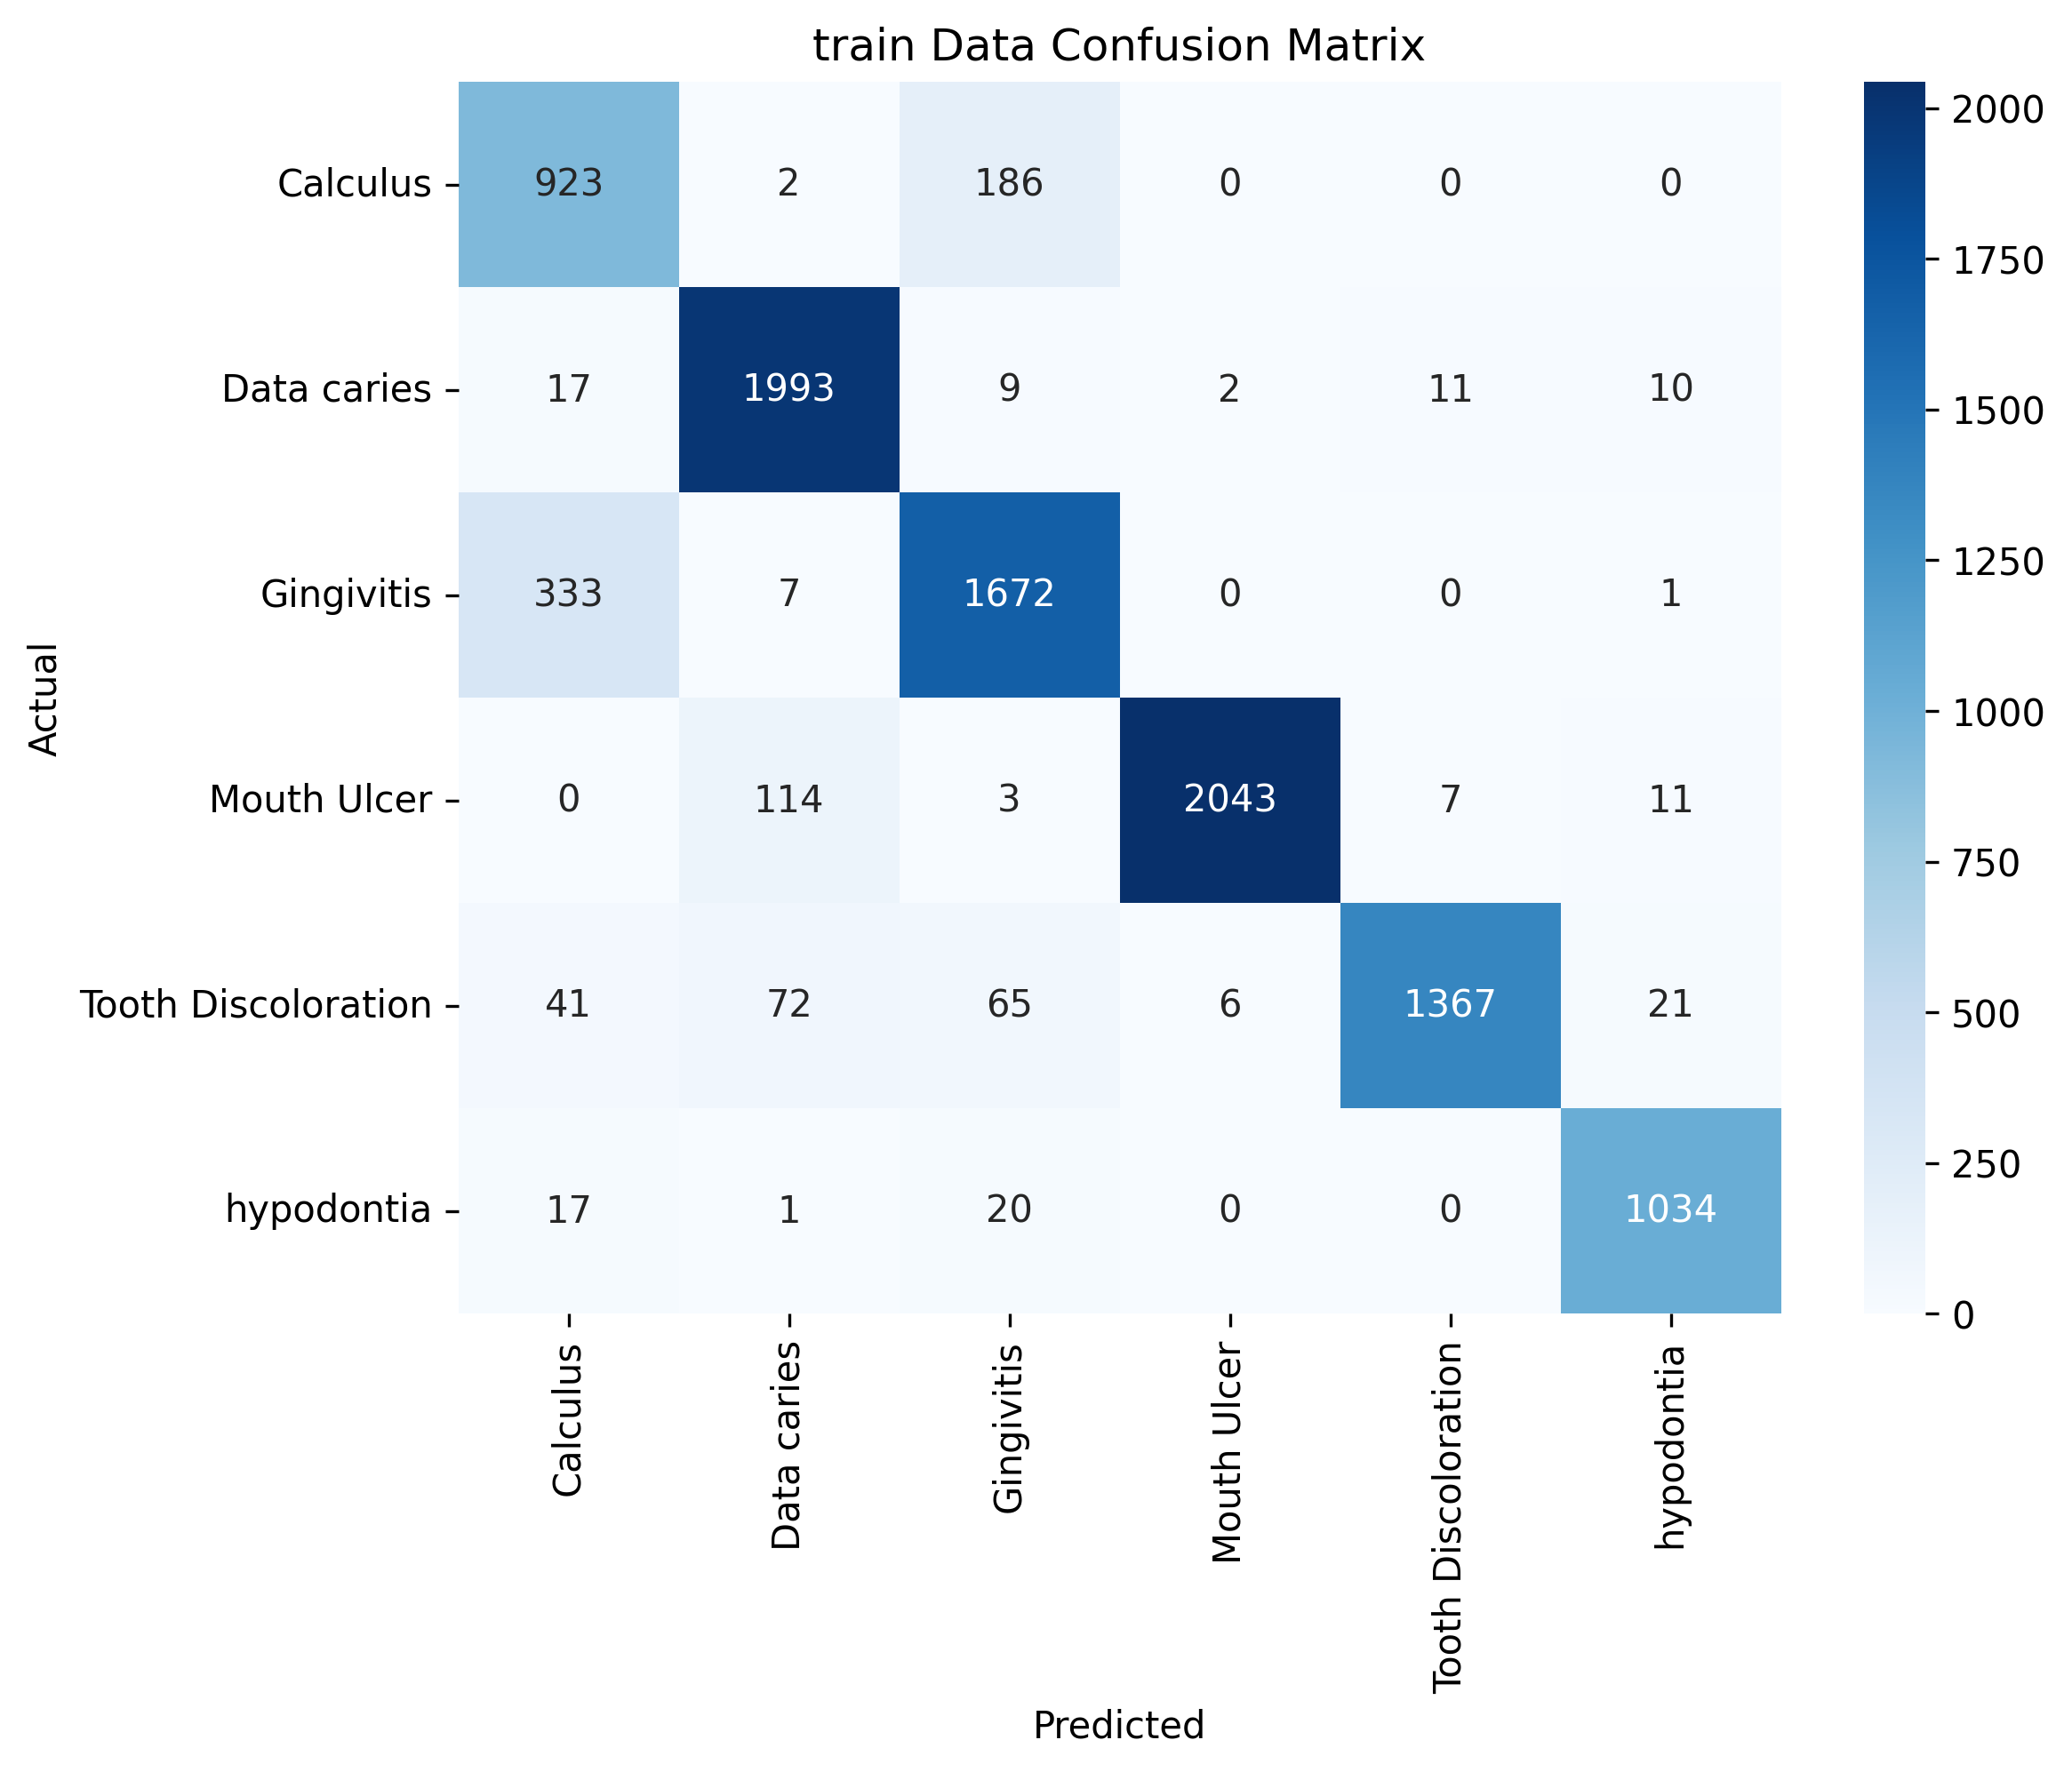 train Data Confusion Matrix
Actual
Calculus 923 2 186 0 0 0
Data caries 17 1993 9 2 11 10
Gingivitis 333 7 1672 0 0 1
Mouth Ulcer 0 114 3 2043 7 11
Tooth Discoloration 41 72 65 6 1367 21
hypodontia 17 1 20 0 0 1034
Calculus
Data caries
Gingivitis
Mouth Ulcer
Tooth Discoloration
hypodontia
Predicted
2000
1750
1500
1250
1000
750
500
250
0